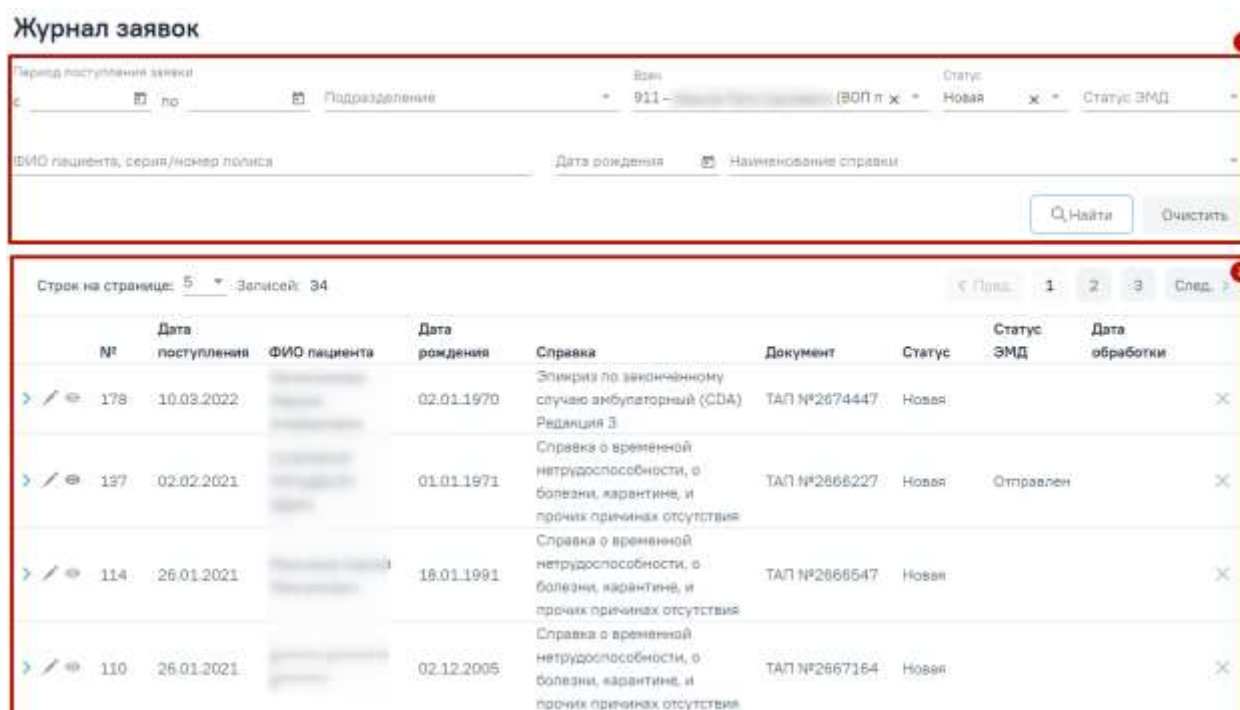 Журнал заявок
Период поступления заявки Врач Статус
с по Подразделение 911 – (ВОП п Новая Статус ЭМД
ФИО пациента, серия/номер полиса Дата рождения Наименование справки
Найти Очистить
Строк на странице: 5 Записей: 34 < Пред. 1 2 3 След. >
Дата Дата Статус Дата
№ поступления ФИО пациента рождения Справка Документ Статус ЭМД обработки
Эпикриз по законченному
178 10.03.2022 02.01.1970 случаю амбулаторный (CDA) ТАП №2674447 Новая
Редакция 3
Справка о временной
нетрудоспособности, о
137 02.02.2021 01.01.1971 болезни, карантине, и ТАП №2666227 Новая Отправлен
прочих причинах отсутствия
Справка о временной
нетрудоспособности, о
114 26.01.2021 18.01.1991 болезни, карантине, и ТАП №2666547 Новая
прочих причинах отсутствия
Справка о временной
нетрудоспособности, о
110 26.01.2021 02.12.2005 болезни, карантине, и ТАП №2667164 Новая
прочих причинах отсутствия